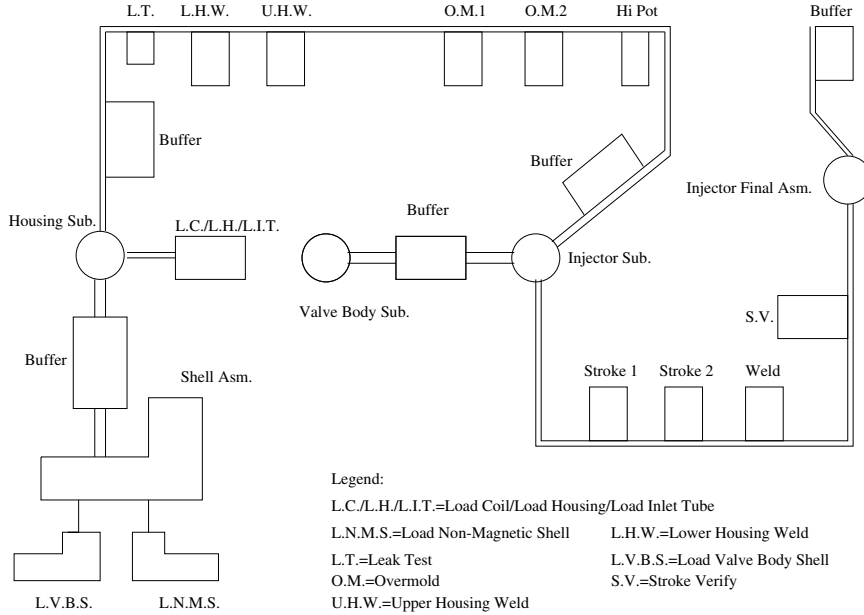 L.T.
L.H.W.
U.H.W.
O.M.1
O.M.2
Hi Pot
Buffer
Buffer
Buffer
Injector Final Asm.
Housing Sub.
L.C./L.H./L.I.T.
Buffer
Injector Sub.
Valve Body Sub.
S.V.
Buffer
Shell Asm.
Stroke 1
Stroke 2
Weld
Legend:
L.C./L.H./L.I.T.=Load Coil/Load Housing/Load Inlet Tube
L.N.M.S.=Load Non-Magnetic Shell
L.H.W.=Lower Housing Weld
L.T.=Leak Test
L.V.B.S.=Load Valve Body Shell
O.M.=Overmold
S.V.=Stroke Verify
U.H.W.=Upper Housing Weld
L.V.B.S.
L.N.M.S.